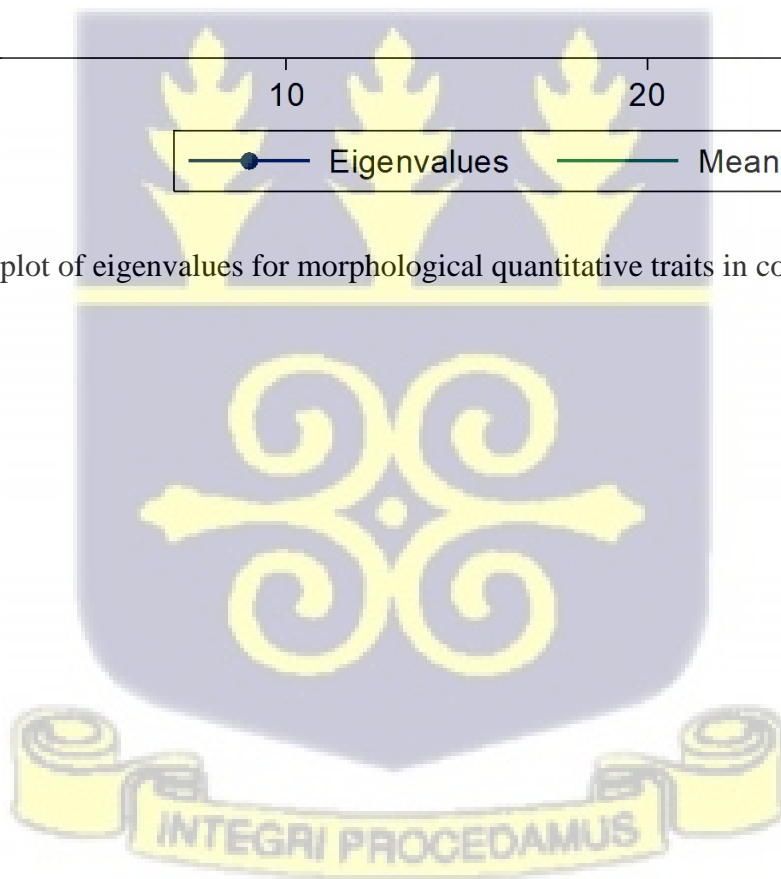 10 20
Eigenvalues Mean
plot of eigenvalues for morphological quantitative traits in co
INTEGRI PROCEDAMUS